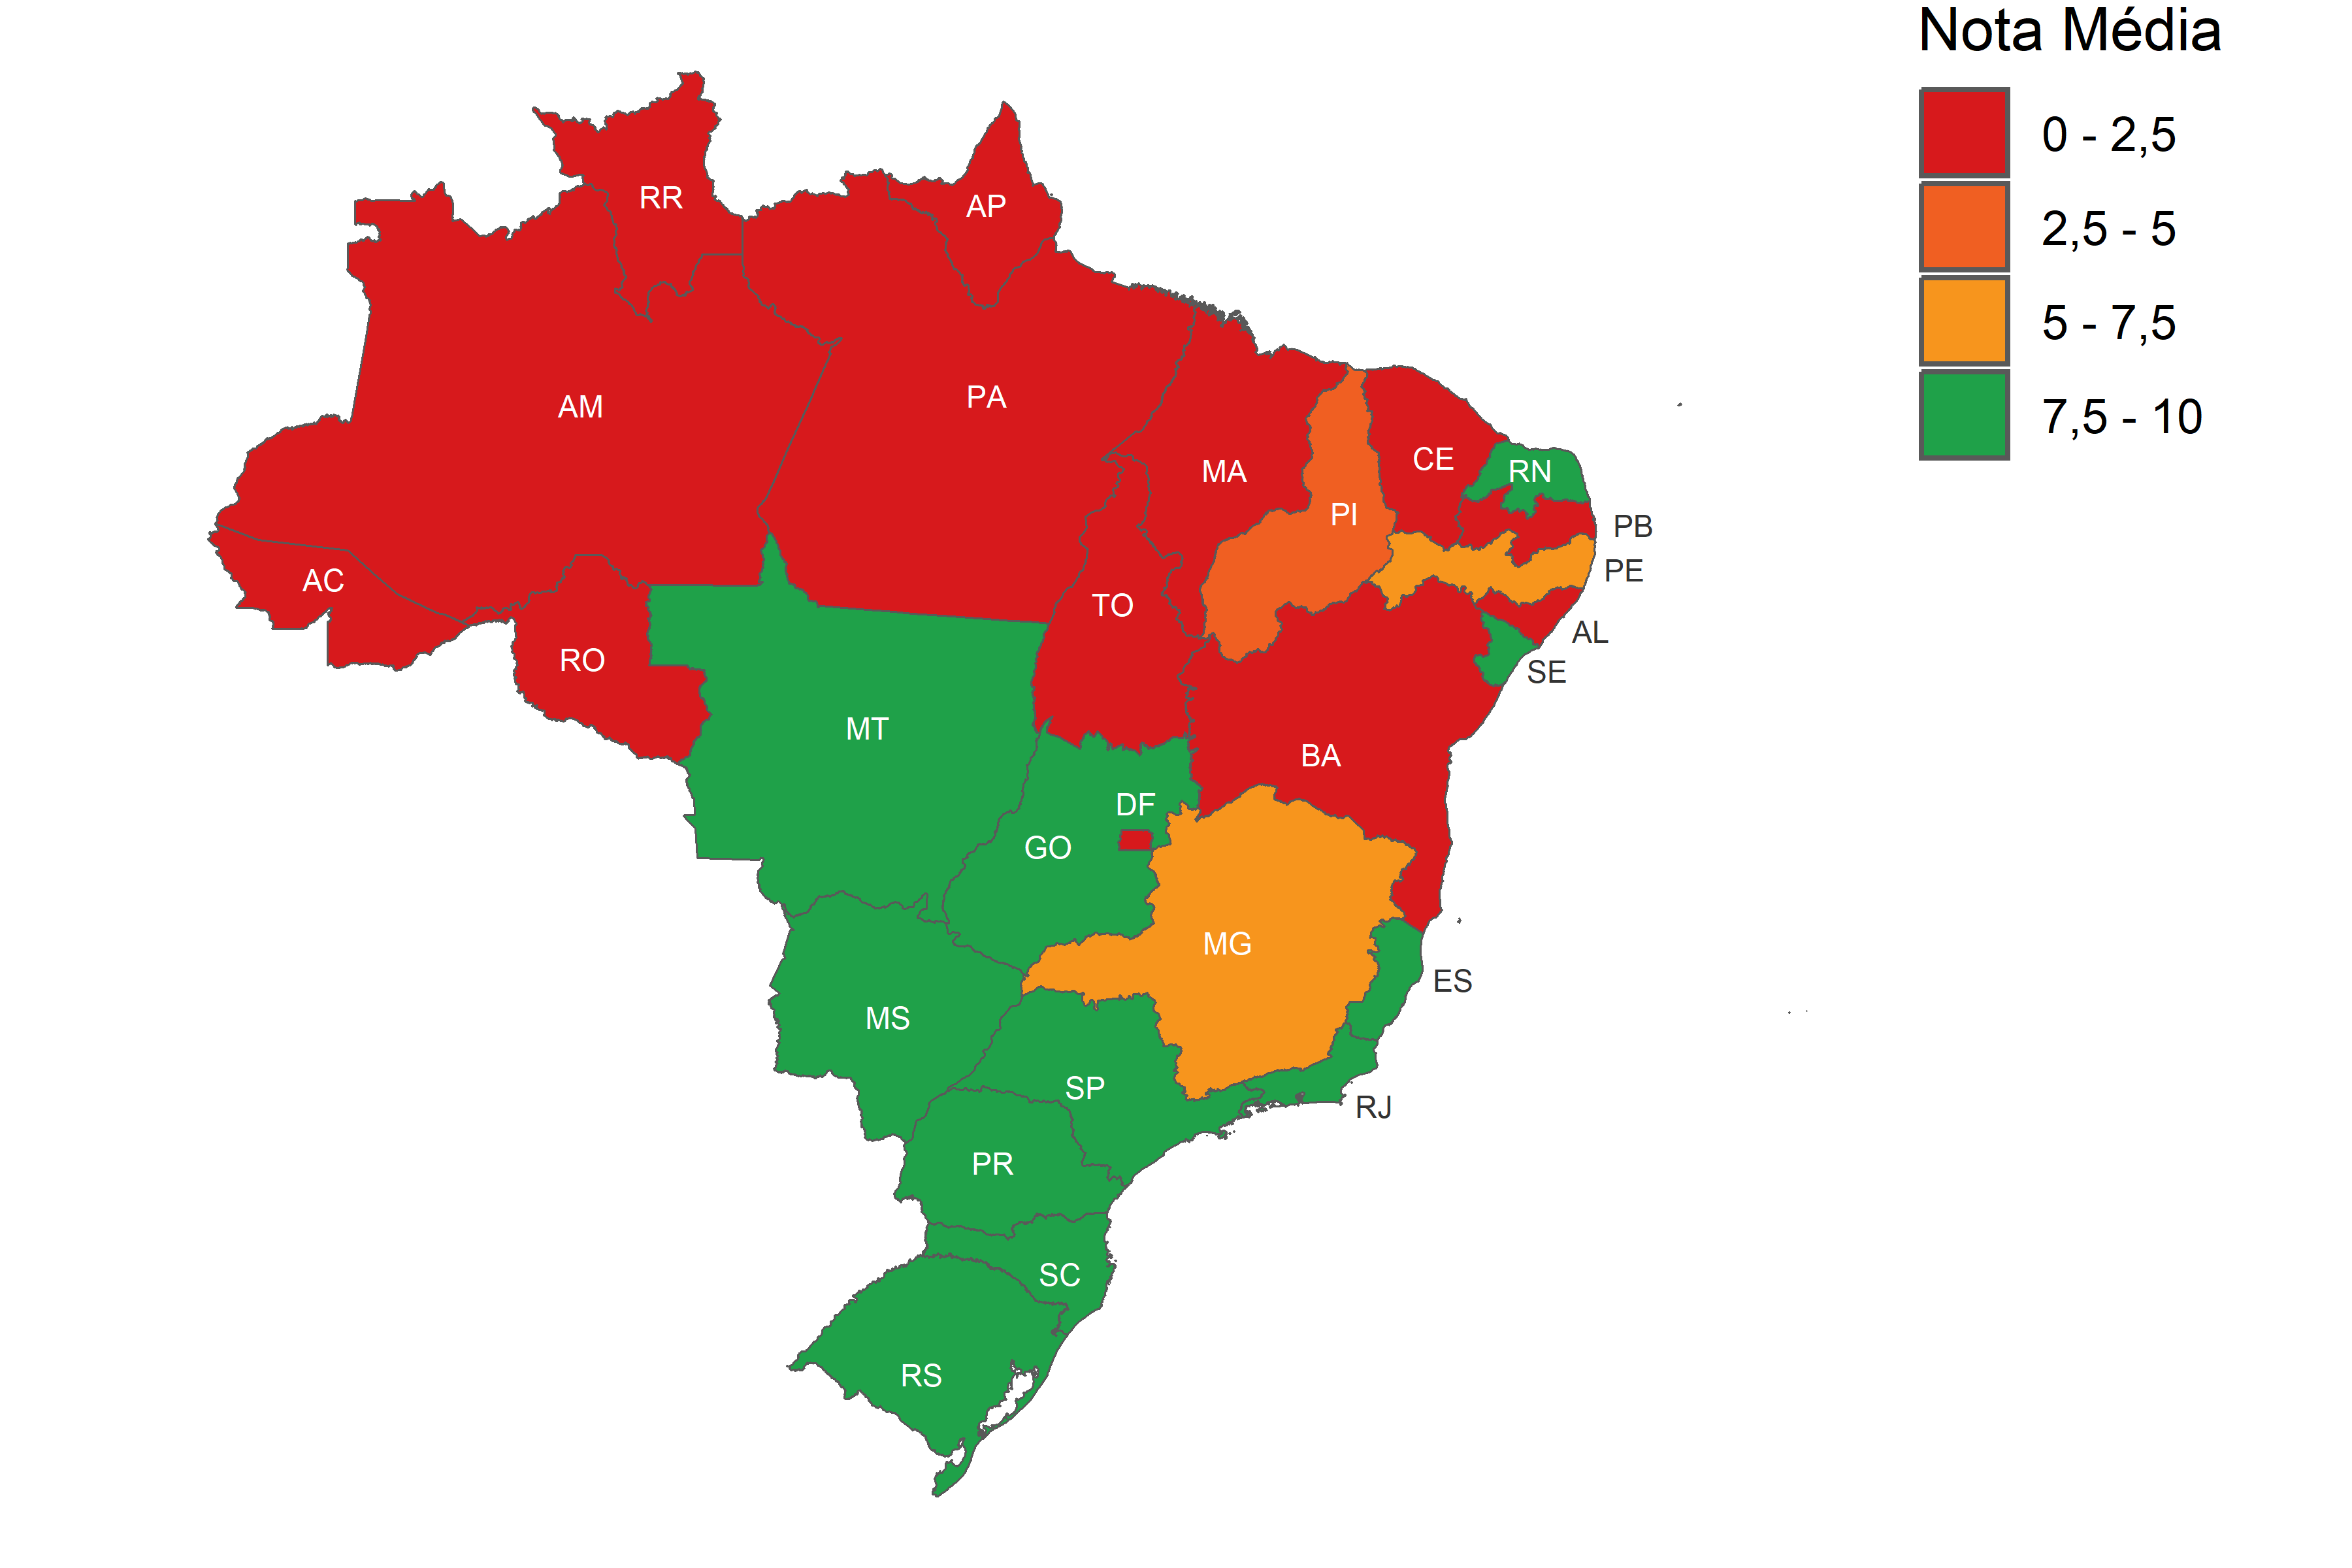 Nota Média
0 - 2,5
2,5 - 5
5 - 7,5
7,5 - 10
RR
AP
AM
PA
MA
CE
RN
PI
PB
PE
AC
TO
AL
RO
SE
MT
BA
DF
GO
MG
ES
MS
SP
RJ
PR
SC
RS